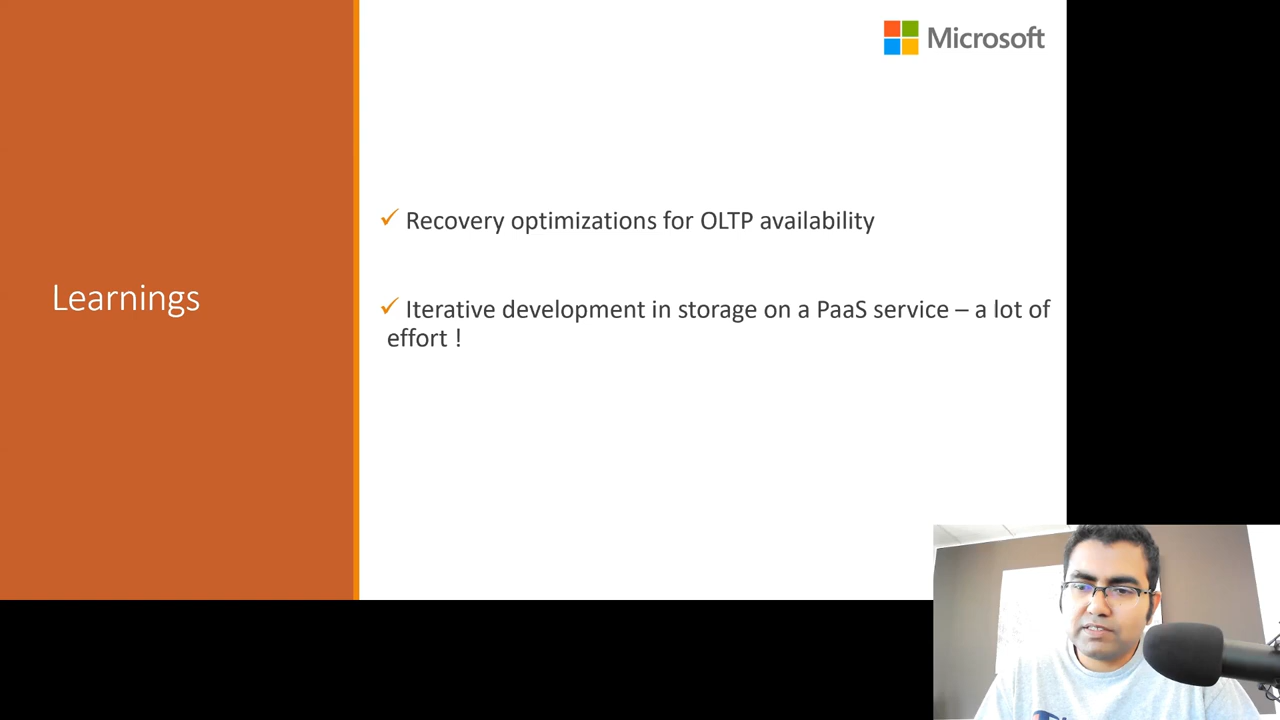 Microsoft
Learnings
✓ Recovery optimizations for OLTP availability
✓ Iterative development in storage on a PaaS service – a lot of
effort !